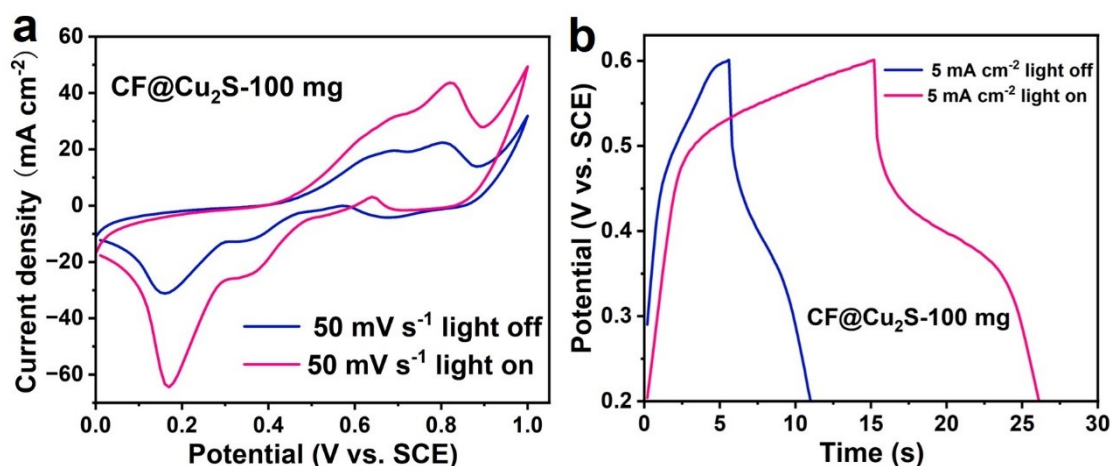 a
60
40
20
0
−20
−40
−60
Current density (mA cm⁻²)
CF@Cu₂S-100 mg
50 mV s⁻¹ light off
50 mV s⁻¹ light on
0.0 0.2 0.4 0.6 0.8 1.0
Potential (V vs. SCE)
b
0.6
0.5
0.4
0.3
0.2
Potential (V vs. SCE)
5 mA cm⁻² light off
5 mA cm⁻² light on
CF@Cu₂S-100 mg
0 5 10 15 20 25 30
Time (s)